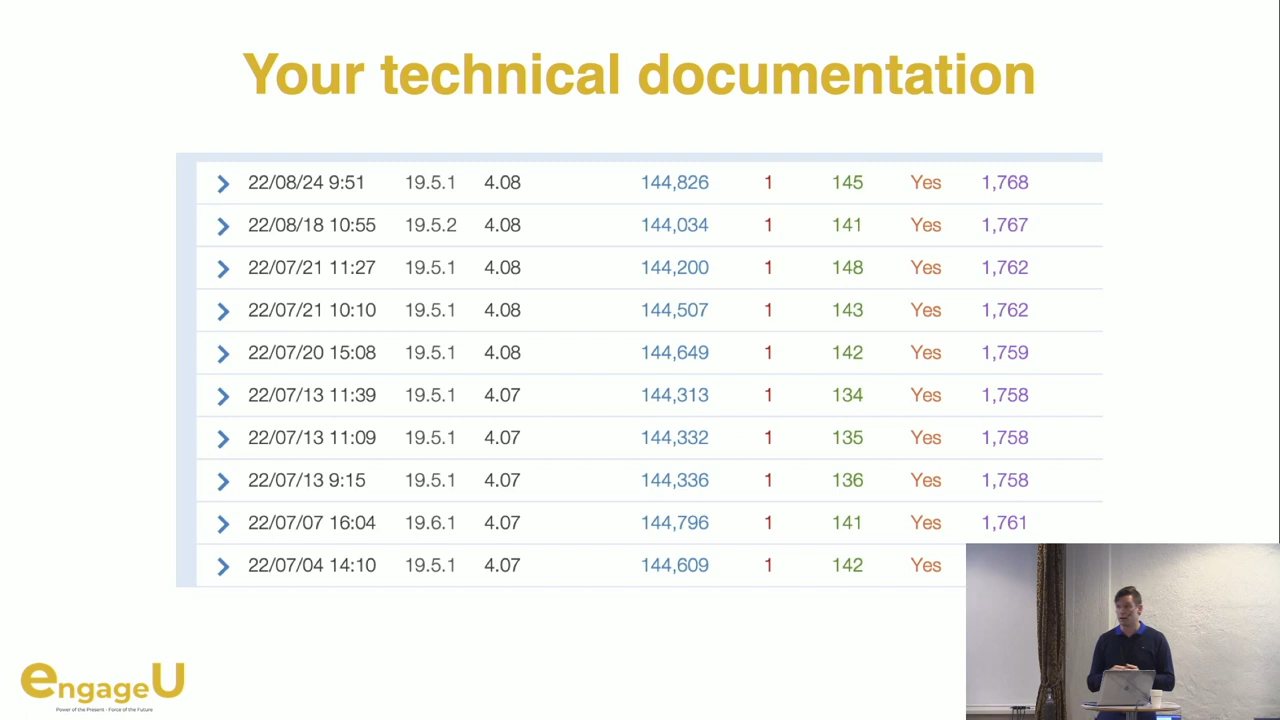 Your technical documentation
22/08/24 9:51 19.5.1 4.08 144,826 1 145 Yes 1,768
22/08/18 10:55 19.5.2 4.08 144,034 1 141 Yes 1,767
22/07/21 11:27 19.5.1 4.08 144,200 1 148 Yes 1,762
22/07/21 10:10 19.5.1 4.08 144,507 1 143 Yes 1,762
22/07/20 15:08 19.5.1 4.08 144,649 1 142 Yes 1,759
22/07/13 11:39 19.5.1 4.07 144,313 1 134 Yes 1,758
22/07/13 11:09 19.5.1 4.07 144,332 1 135 Yes 1,758
22/07/13 9:15 19.5.1 4.07 144,336 1 136 Yes 1,758
22/07/07 16:04 19.6.1 4.07 144,796 1 141 Yes 1,761
22/07/04 14:10 19.5.1 4.07 144,609 1 142 Yes
engageU
Power of the Present - Force of the Future